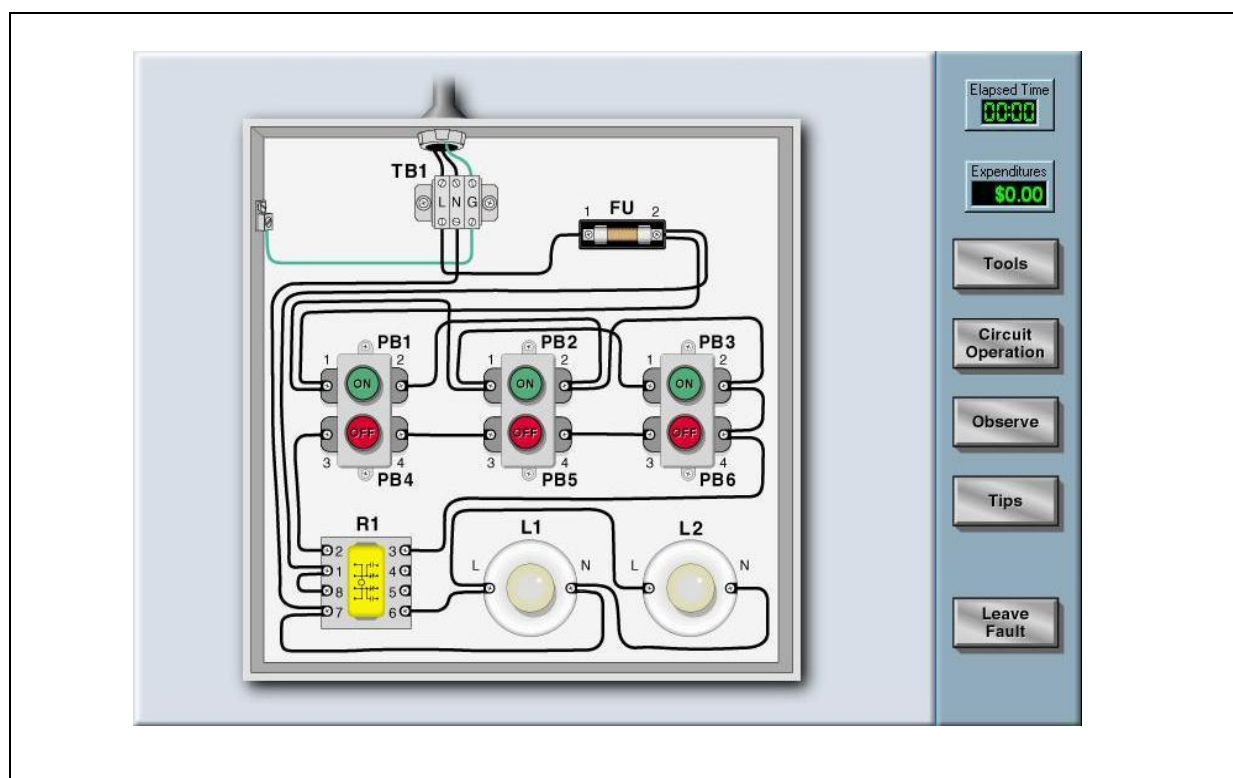 Elapsed Time
00:00
Expenditures
$0.00
Tools
Circuit
Operation
Observe
Tips
Leave
Fault
TB1
L N G
1 FU 2
PB1
1 2
ON
OFF
3 4
PB4
PB2
1 2
ON
OFF
3 4
PB5
PB3
1 2
ON
OFF
3 4
PB6
R1
2 3
1 4
8 5
7 6
L1
L N
L2
L N